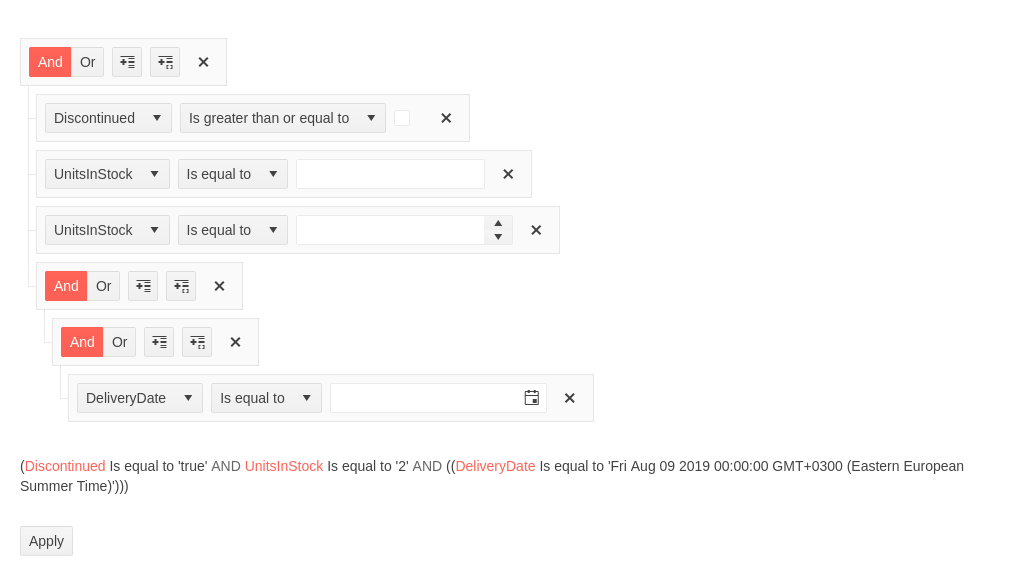 And Or
Discontinued Is greater than or equal to
UnitsInStock Is equal to
UnitsInStock Is equal to
And Or
And Or
DeliveryDate Is equal to
(Discontinued Is equal to 'true' AND UnitsInStock Is equal to '2' AND ((DeliveryDate Is equal to 'Fri Aug 09 2019 00:00:00 GMT+0300 (Eastern European
Summer Time)')))
Apply